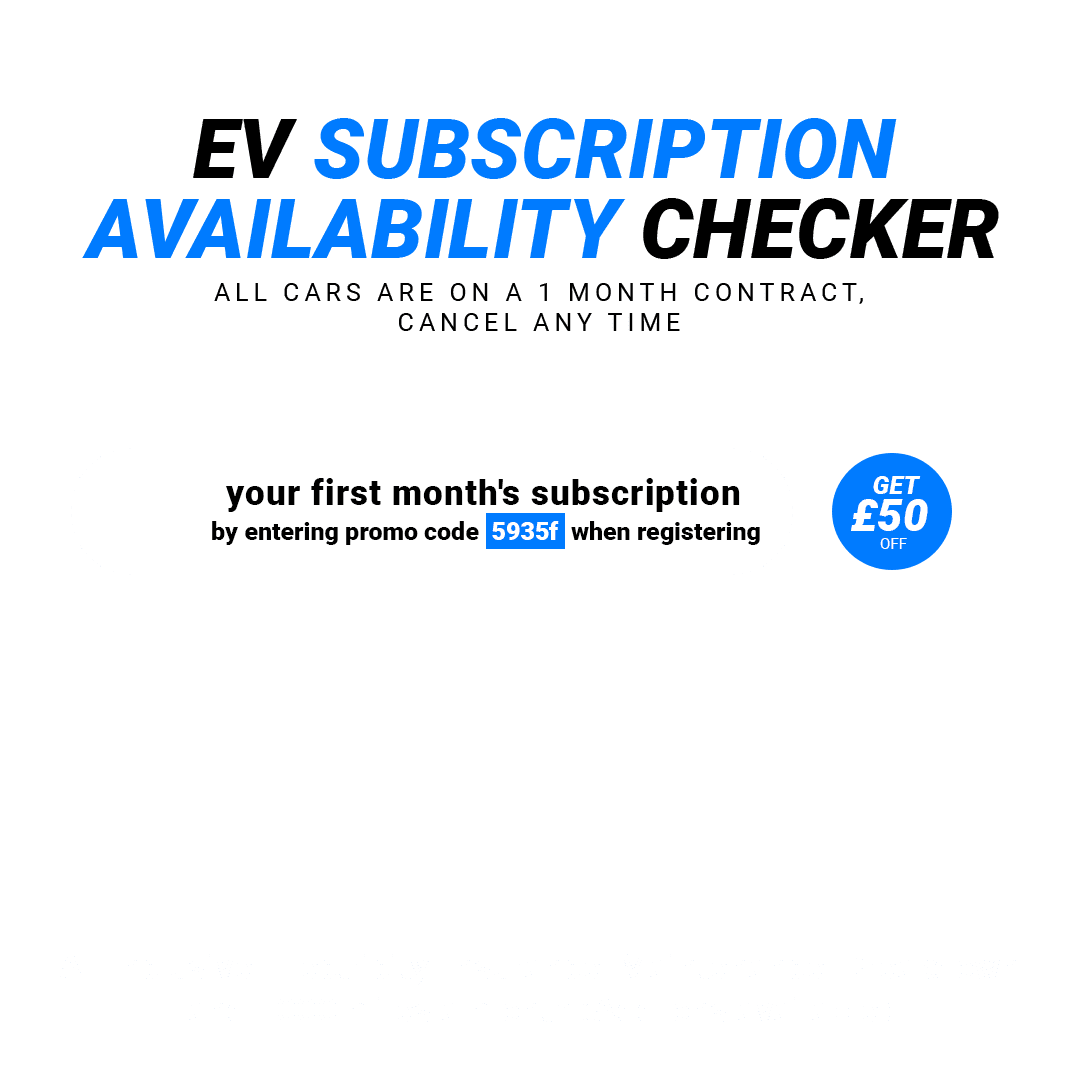 EV SUBSCRIPTION
AVAILABILITY CHECKER
ALL CARS ARE ON A 1 MONTH CONTRACT,
CANCEL ANY TIME
your first month's subscription
by entering promo code 5935f when registering
GET
£50
OFF